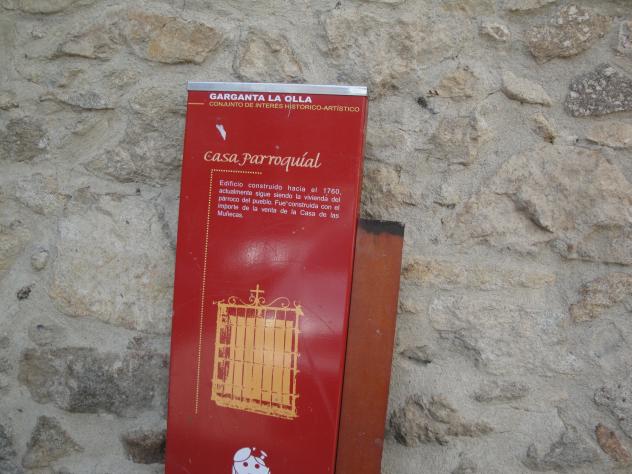 GARGANTA LA OLLA
CONJUNTO DE INTERÉS HISTÓRICO-ARTÍSTICO
Casa Parroquial
Edificio construido hacia el 1760,
actualmente sigue siendo la vivienda del
párroco del pueblo. Fue construida con el
importe de la venta de la Casa de las
Muñecas.